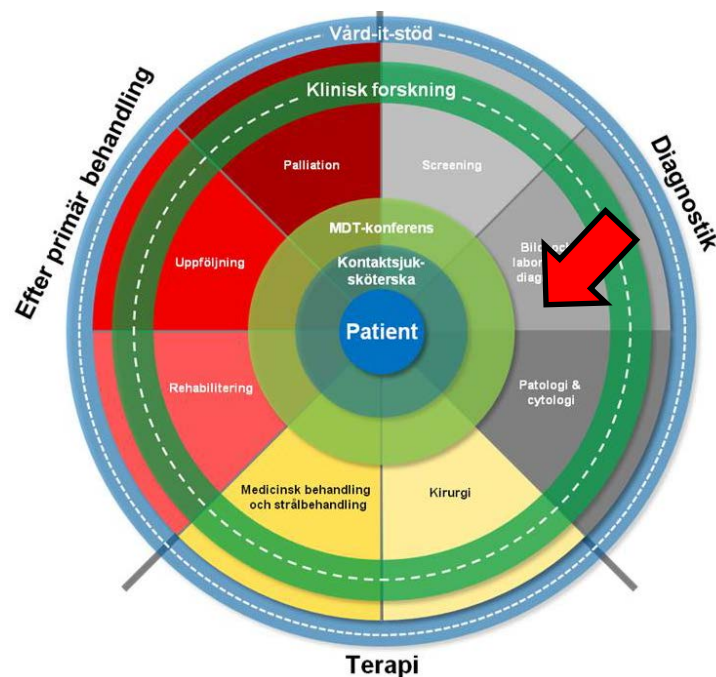 Vård-it-stöd
Klinisk forskning
Efter primär behandling
Diagnostik
Palliation
Screening
MDT-konferens
Uppföljning
Kontaktsjuk-
sköterska
Patient
Rehabilitering
Patologi &
cytologi
Medicinsk behandling
och strålbehandling
Kirurgi
Terapi